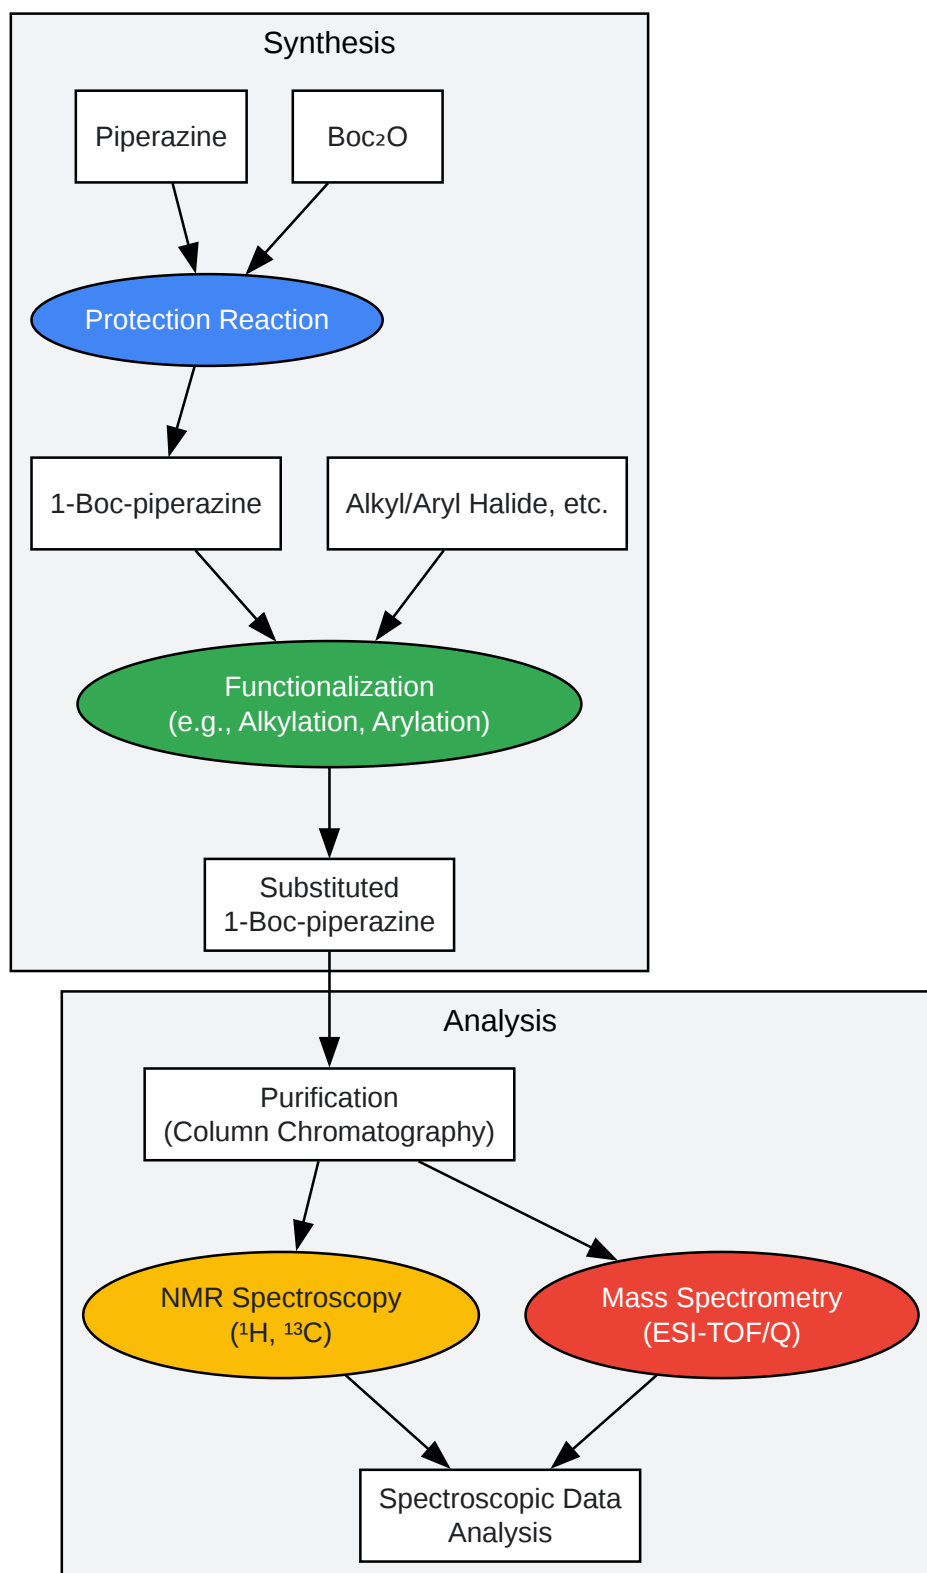 Synthesis
Piperazine
Boc₂O
Protection Reaction
1-Boc-piperazine
Alkyl/Aryl Halide, etc.
Functionalization
(e.g., Alkylation, Arylation)
Substituted
1-Boc-piperazine
Analysis
Purification
(Column Chromatography)
NMR Spectroscopy
(¹H, ¹³C)
Mass Spectrometry
(ESI-TOF/Q)
Spectroscopic Data
Analysis